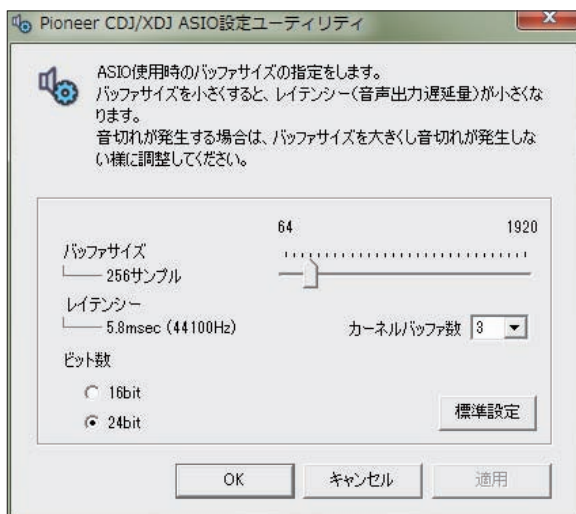 Pioneer CDJ/XDJ ASIO設定ユーティリティ
ASIO使用時のバッファサイズの指定をします。
バッファサイズを小さくすると、レイテンシー(音声出力遅延量)が小さくな
ります。
音切れが発生する場合は、バッファサイズを大きくし音切れが発生しな
い様に調整してください。
64 1920
バッファサイズ
256サンプル
レイテンシー
5.8msec (44100Hz)
カーネルバッファ数 3
ビット数
16bit
24bit
標準設定
OK キャンセル 適用